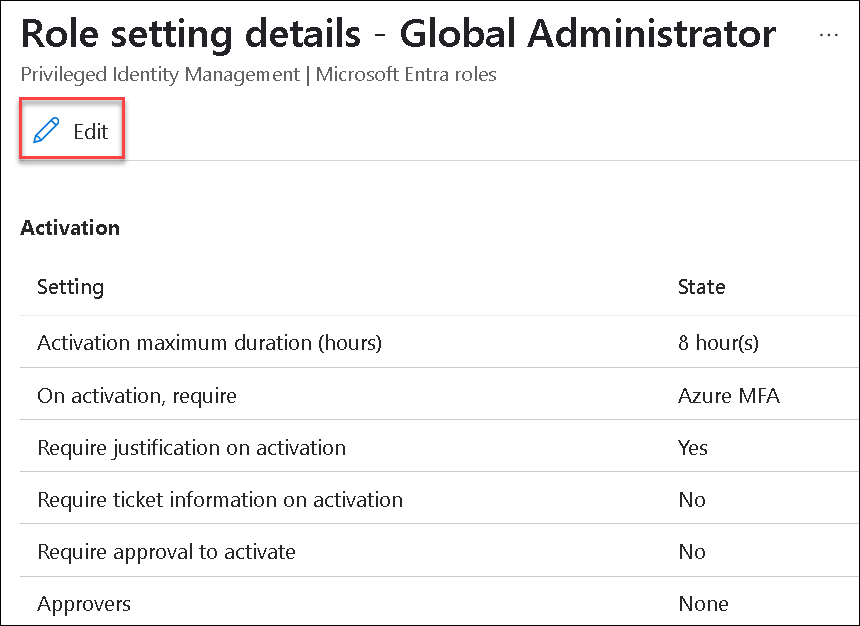 Role setting details - Global Administrator ...
Privileged Identity Management | Microsoft Entra roles
Edit
Activation
Setting State
Activation maximum duration (hours) 8 hour(s)
On activation, require Azure MFA
Require justification on activation Yes
Require ticket information on activation No
Require approval to activate No
Approvers None